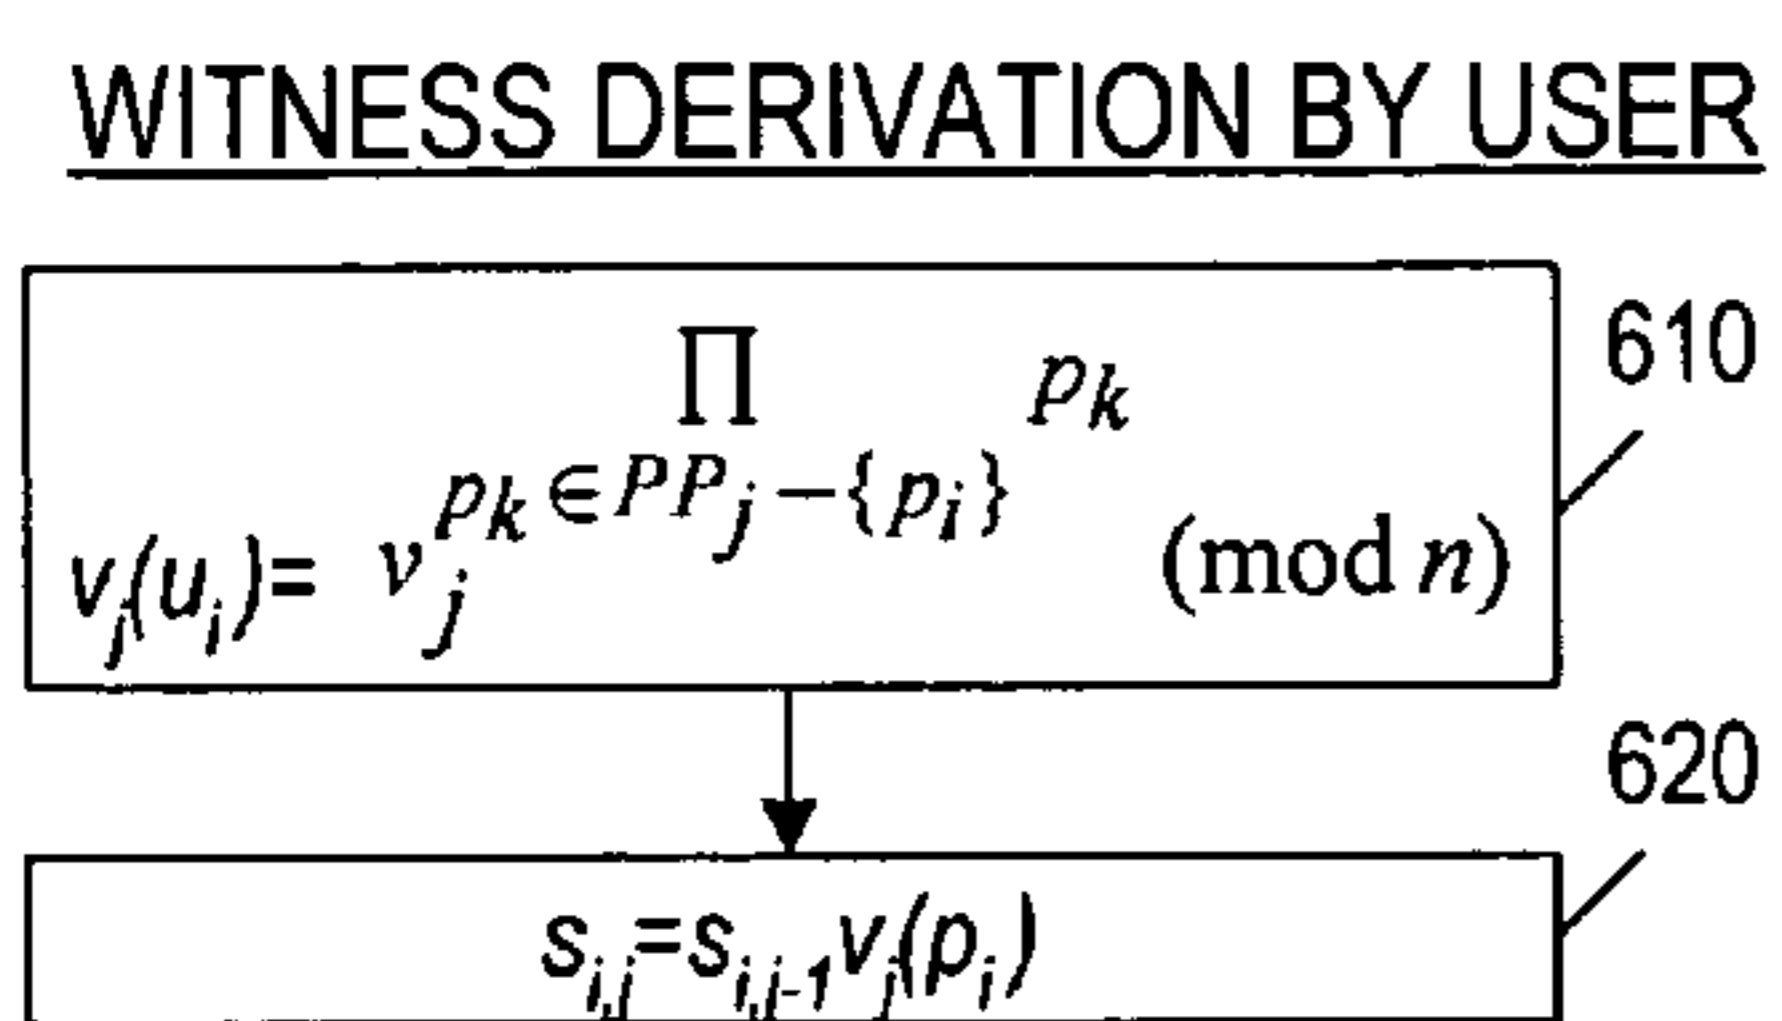 WITNESS DERIVATION BY USER
610
∏ p_k
p_k ∈ PP_j − {p_i}
v_j(u_i)= v_j (mod n)
620
s_{i,j}=s_{i,j-1}v_j(p_i)